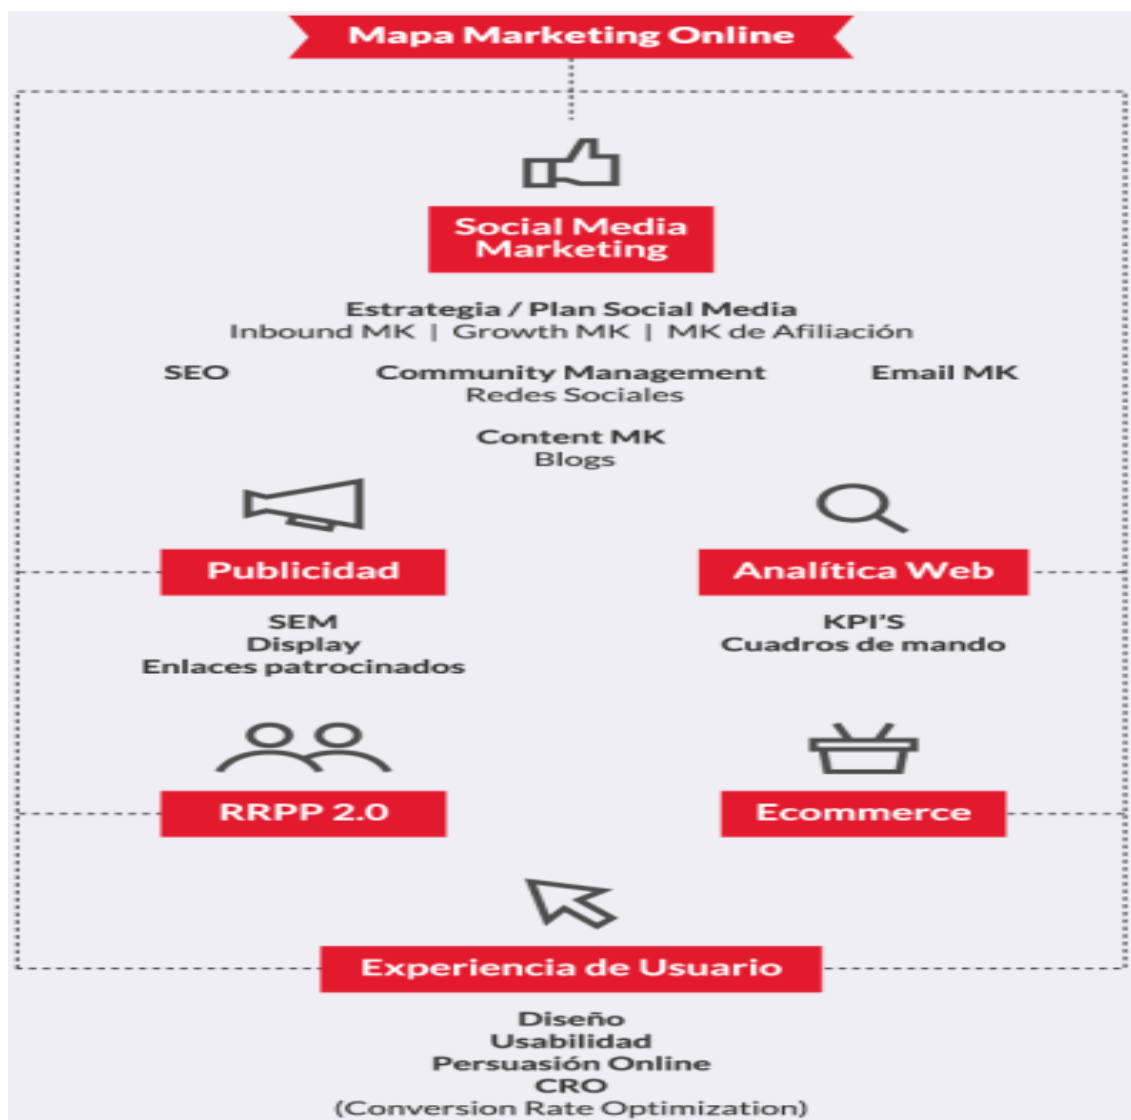 Mapa Marketing Online
Social Media
Marketing
Estrategia / Plan Social Media
Inbound MK | Growth MK | MK de Afiliación
SEO
Community Management
Redes Sociales
Email MK
Content MK
Blogs
Publicidad
SEM
Display
Enlaces patrocinados
Analítica Web
KPI'S
Cuadros de mando
RRPP 2.0
Ecommerce
Experiencia de Usuario
Diseño
Usabilidad
Persuasión Online
CRO
(Conversion Rate Optimization)